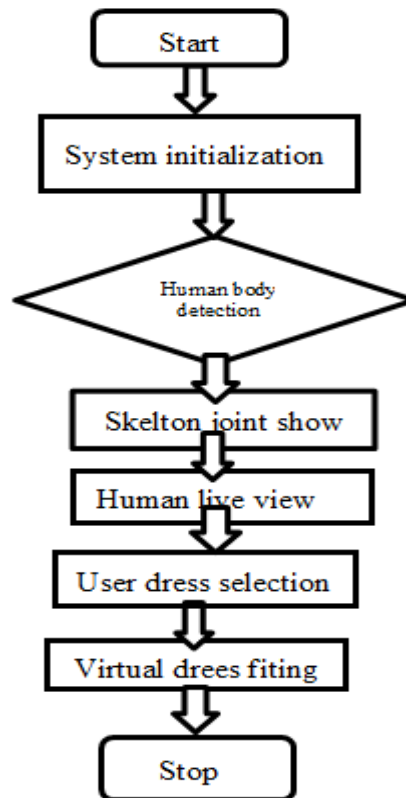 Start
System initialization
Human body
detection
Skelton joint show
Human live view
User dress selection
Virtual drees fiting
Stop